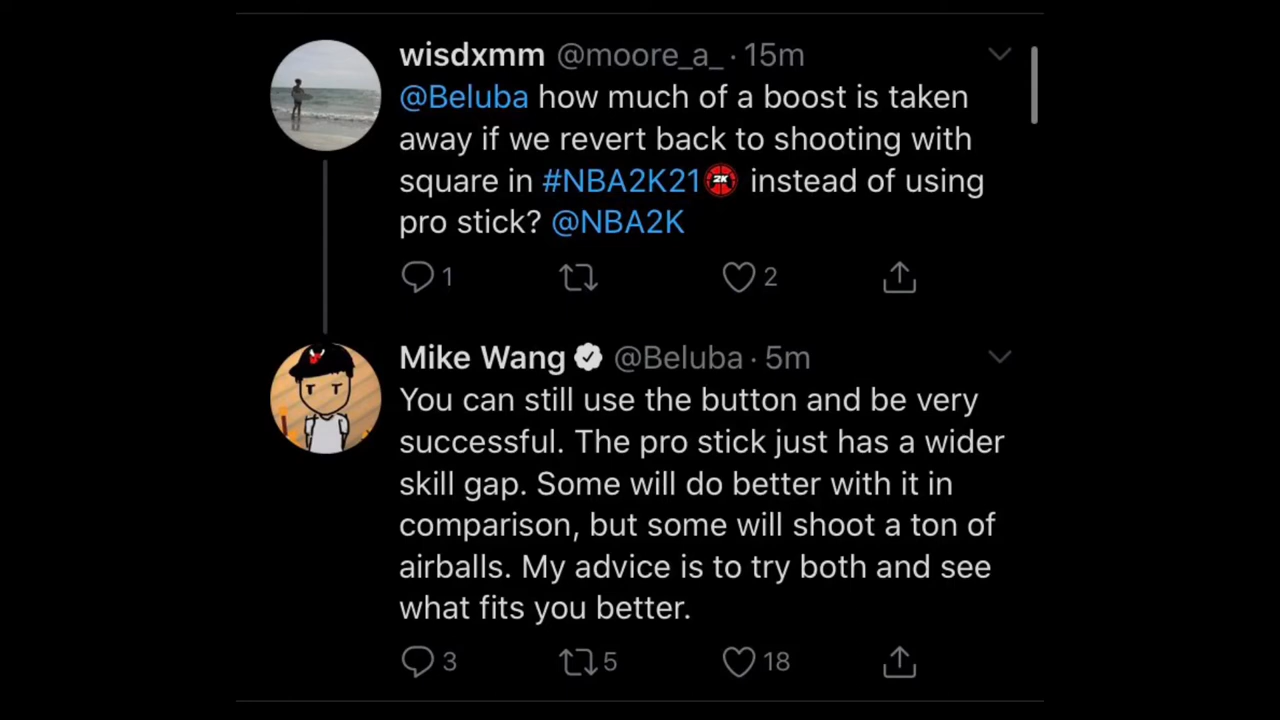 wisdxmm @moore_a_ · 15m
@Beluba how much of a boost is taken
away if we revert back to shooting with
square in #NBA2K21 2K instead of using
pro stick? @NBA2K
1 2
Mike Wang @Beluba · 5m
You can still use the button and be very
successful. The pro stick just has a wider
skill gap. Some will do better with it in
comparison, but some will shoot a ton of
airballs. My advice is to try both and see
what fits you better.
3 5 18